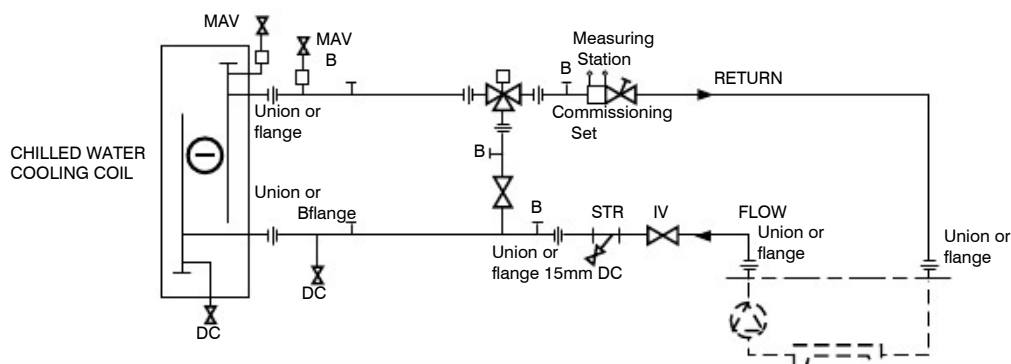 MAV
MAV
B
Measuring
Station
B
RETURN
Union or
flange
Commissioning
Set
CHILLED WATER
COOLING COIL
B
Union or
Bflange
B
STR
IV
FLOW
Union or
flange
Union or
flange
Union or
flange 15mm DC
DC
DC